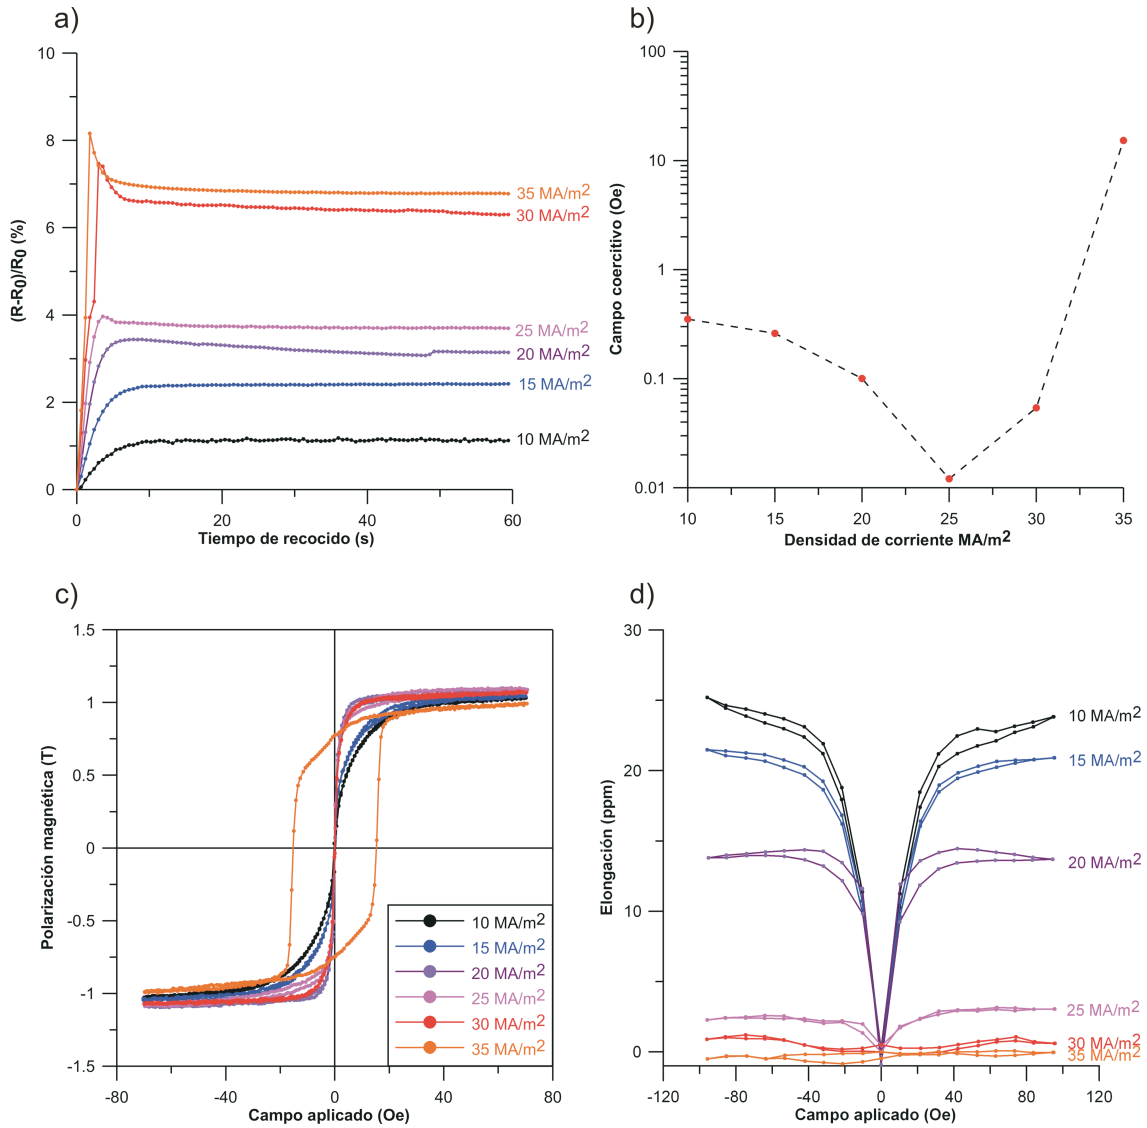 a)
10
8
6
4
2
0
(R-R0)/R0 (%)
35 MA/m2
30 MA/m2
25 MA/m2
20 MA/m2
15 MA/m2
10 MA/m2
0
20
40
60
Tiempo de recocido (s)
b)
100
10
1
0.1
0.01
Campo coercitivo (Oe)
10
15
20
25
30
35
Densidad de corriente MA/m2
c)
1.5
1
0.5
0
-0.5
-1
-1.5
Polarización magnética (T)
10 MA/m2
15 MA/m2
20 MA/m2
25 MA/m2
30 MA/m2
35 MA/m2
-80
-40
0
40
80
Campo aplicado (Oe)
d)
30
20
10
0
Elongación (ppm)
10 MA/m2
15 MA/m2
20 MA/m2
25 MA/m2
30 MA/m2
35 MA/m2
-120
-80
-40
0
40
80
120
Campo aplicado (Oe)